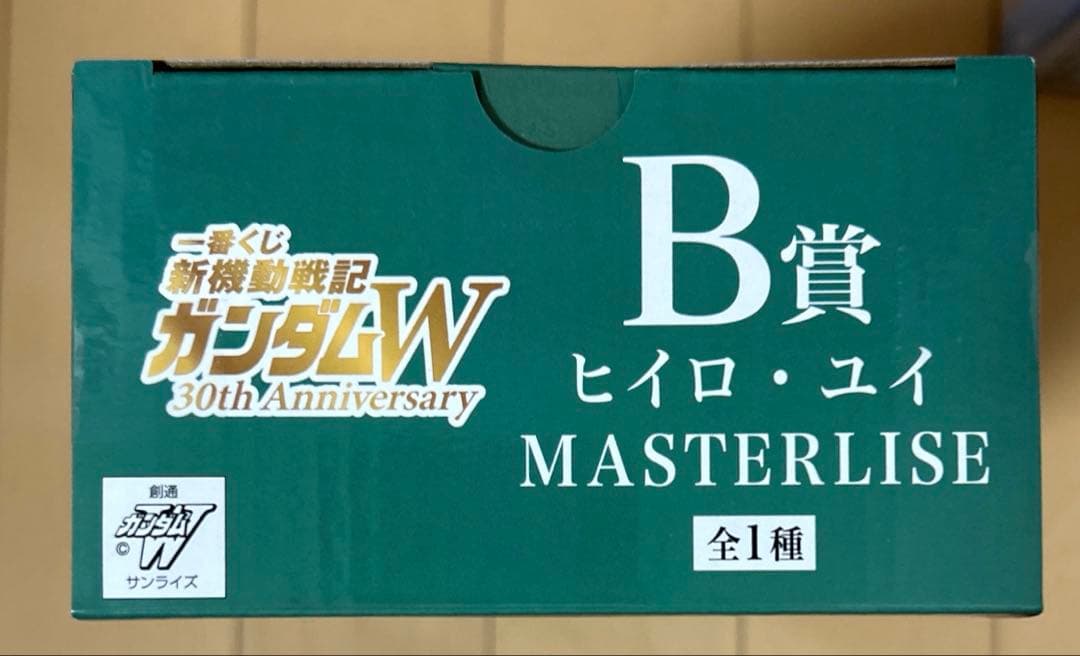 一番くじ
新機動戦記
ガンダムW
30th Anniversary
B賞
ヒイロ・ユイ
MASTERLISE
全1種
創通
ガンダムW
©
サンライズ